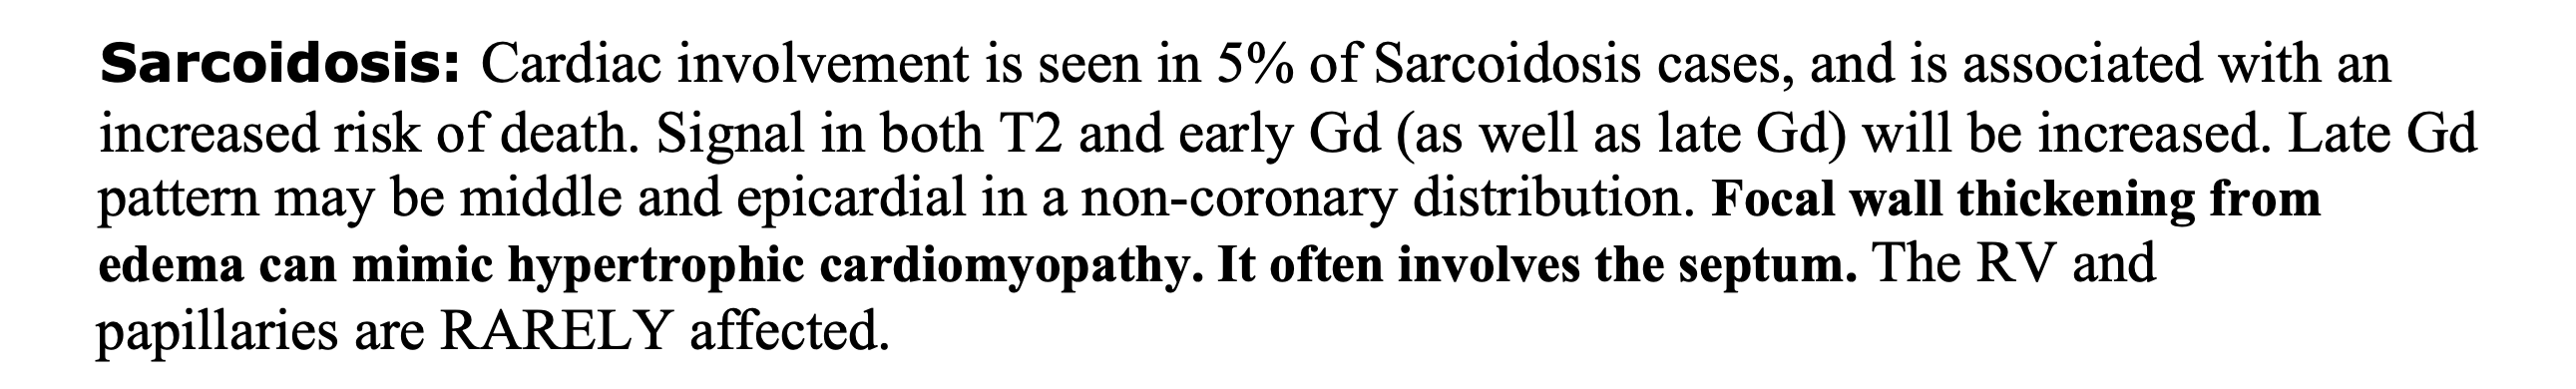 Sarcoidosis: Cardiac involvement is seen in 5% of Sarcoidosis cases, and is associated with an
increased risk of death. Signal in both T2 and early Gd (as well as late Gd) will be increased. Late Gd
pattern may be middle and epicardial in a non-coronary distribution. Focal wall thickening from
edema can mimic hypertrophic cardiomyopathy. It often involves the septum. The RV and
papillaries are RARELY affected.